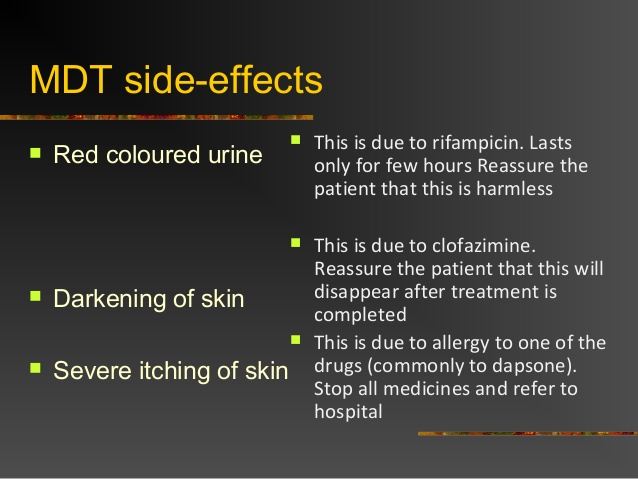 MDT side-effects
Red coloured urine
This is due to rifampicin. Lasts
only for few hours Reassure the
patient that this is harmless
Darkening of skin
This is due to clofazimine.
Reassure the patient that this will
disappear after treatment is
completed
Severe itching of skin
This is due to allergy to one of the
drugs (commonly to dapsone).
Stop all medicines and refer to
hospital